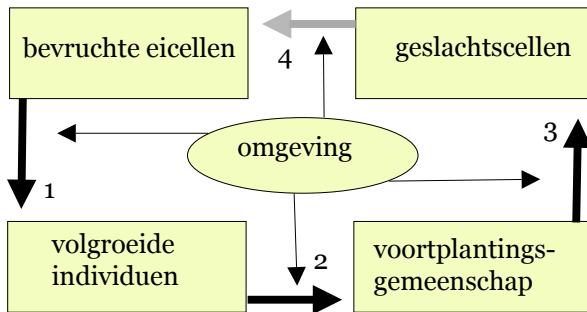 bevruchte eicellen
4
geslachtscellen
omgeving
3
1
volgroeide
individuen
2
voortplantings-
gemeenschap